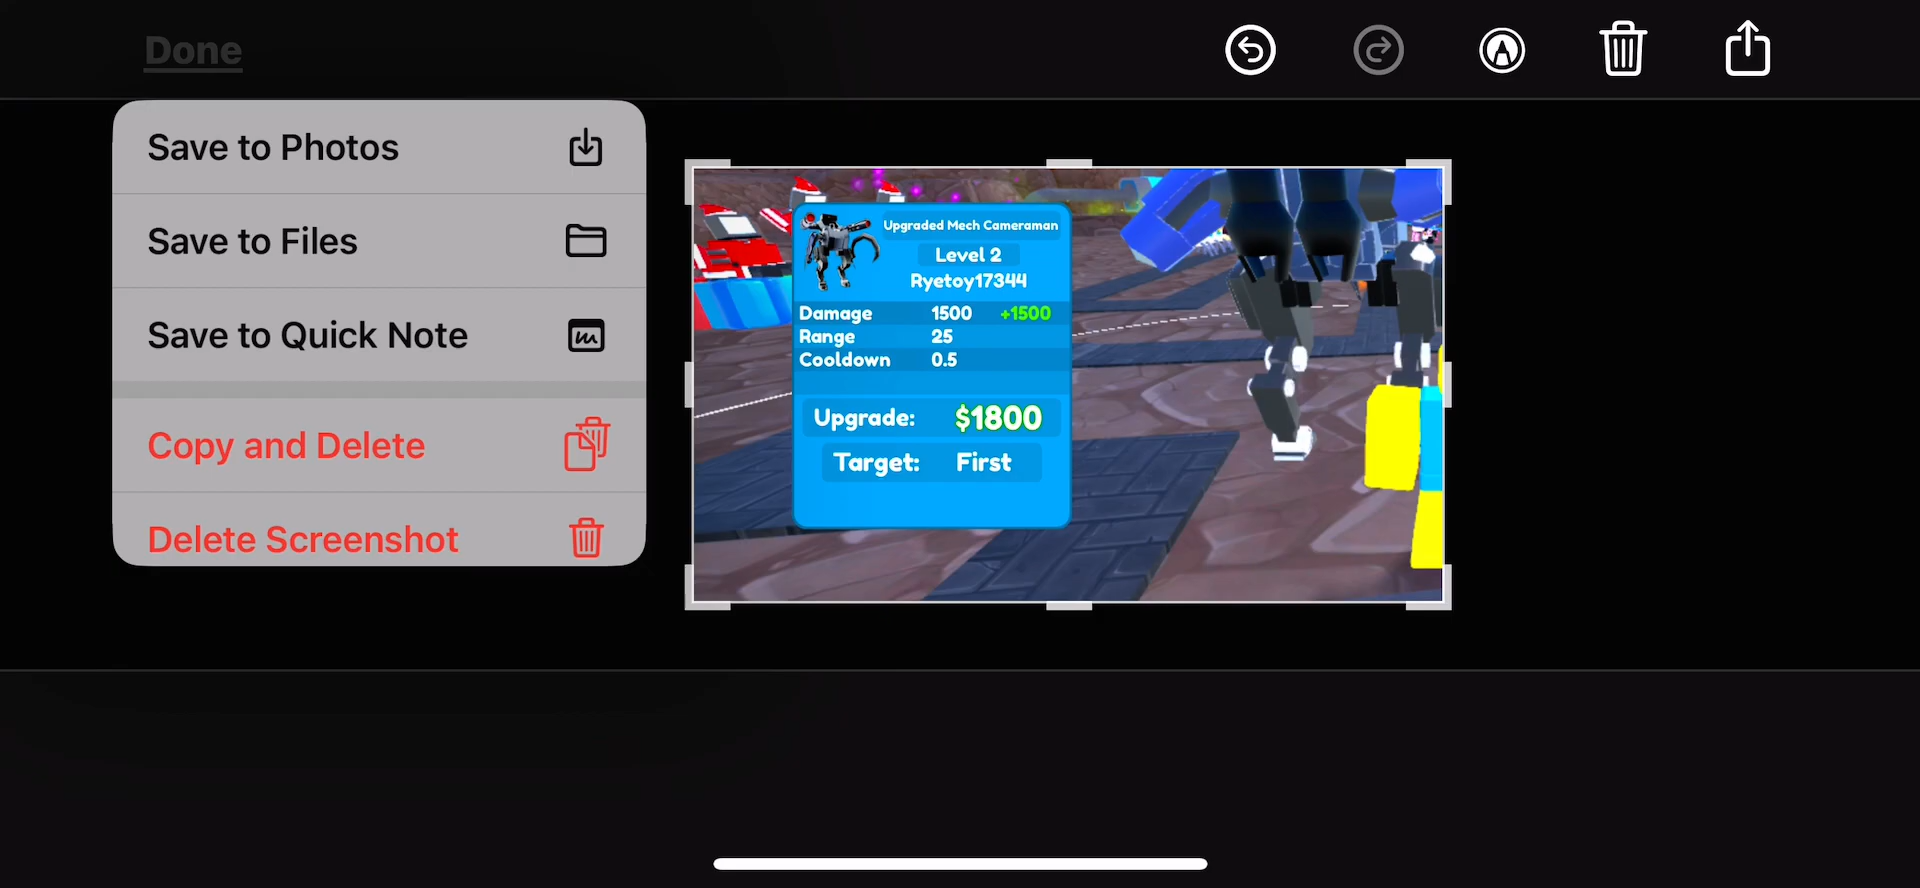 Done
Save to Photos
Save to Files
Save to Quick Note
Copy and Delete
Delete Screenshot
Upgraded Mech Cameraman
Level 2
Ryetoy17344
Damage 1500 +1500
Range 25
Cooldown 0.5
Upgrade: $1800
Target: First